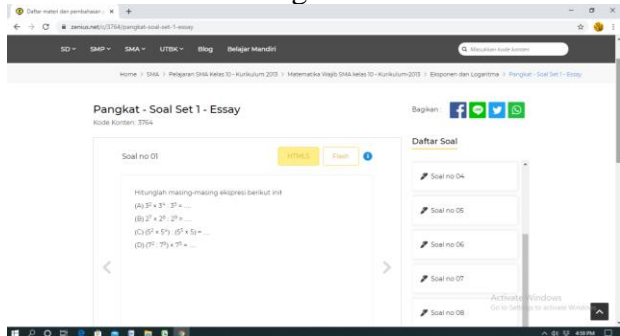 Daftar materi dan pembahasan
zenius.net/c/3764/pangkat-soal-set-1-essay
SD SMP SMA UTBK Blog Belajar Mandiri
Masukkan kode konten
Home > SMA > Pelajaran SMA Kelas 10 - Kurikulum 2013 > Matematika Wajib SMA Kelas 10 - Kurikulum 2013 > Eksponen dan Logaritma > Pangkat - Soal Set 1 - Essay
Pangkat - Soal Set 1 - Essay
Kode Konten: 3764
Bagikan :
Daftar Soal
Soal no 01
HTML5 Flash
Hitunglah masing-masing ekspresi berikut ini!
(A)
(B)
(C)
(D)
Soal no 04
Soal no 05
Soal no 06
Soal no 07
Soal no 08
Activate Windows
Go to Settings to activate Windows
4:38 PM